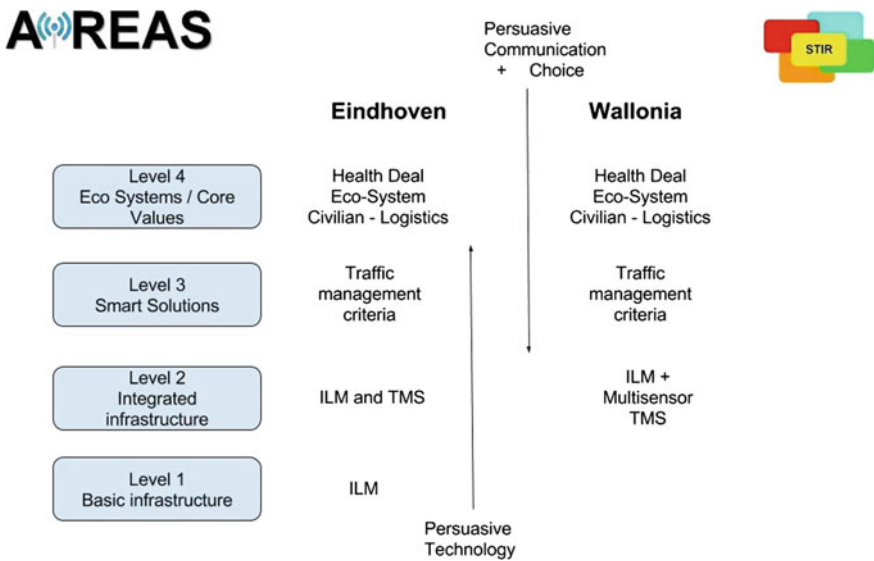 AiREAS
Persuasive
Communication
+ Choice
STIR
Eindhoven
Wallonia
Level 4
Eco Systems / Core
Values
Health Deal
Eco-System
Civilian - Logistics
Health Deal
Eco-System
Civilian - Logistics
Level 3
Smart Solutions
Traffic
management
criteria
Traffic
management
criteria
Level 2
Integrated
infrastructure
ILM and TMS
ILM +
Multisensor
TMS
Level 1
Basic infrastructure
ILM
Persuasive
Technology